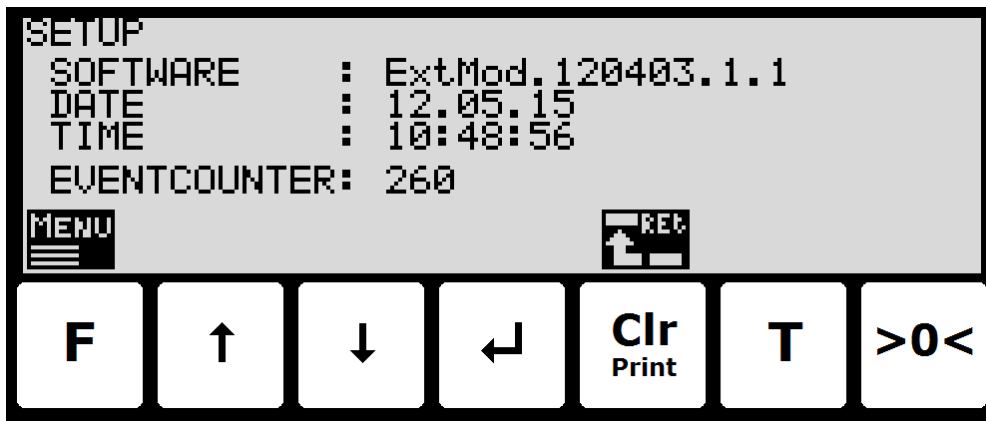 SETUP
SOFTWARE : ExtMod.120403.1.1
DATE : 12.05.15
TIME : 10:48:56
EVENTCOUNTER: 260
MENU RET
F ↑ ↓ ↵ Clr T >0<
Print